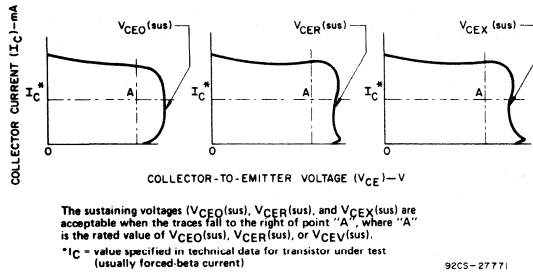 VCEO(sus)
VCER(sus)
VCEX(sus)
COLLECTOR CURRENT (IC)—mA
IC*
A
0
IC*
A
0
IC*
A
0
COLLECTOR-TO-EMITTER VOLTAGE (VCE)—V
The sustaining voltages (VCEO(sus), VCER(sus), and VCEX(sus) are
acceptable when the traces fall to the right of point "A", where "A"
is the rated value of VCEO(sus), VCER(sus), or VCEV(sus).
*IC = value specified in technical data for transistor under test
(usually forced-beta current)
92CS-27771